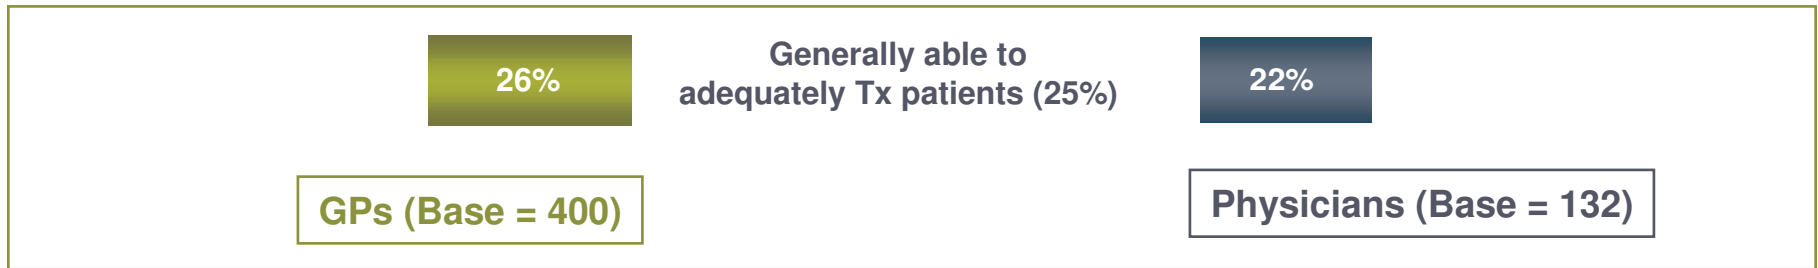 26%
Generally able to
adequately Tx patients (25%)
22%
GPs (Base = 400)
Physicians (Base = 132)